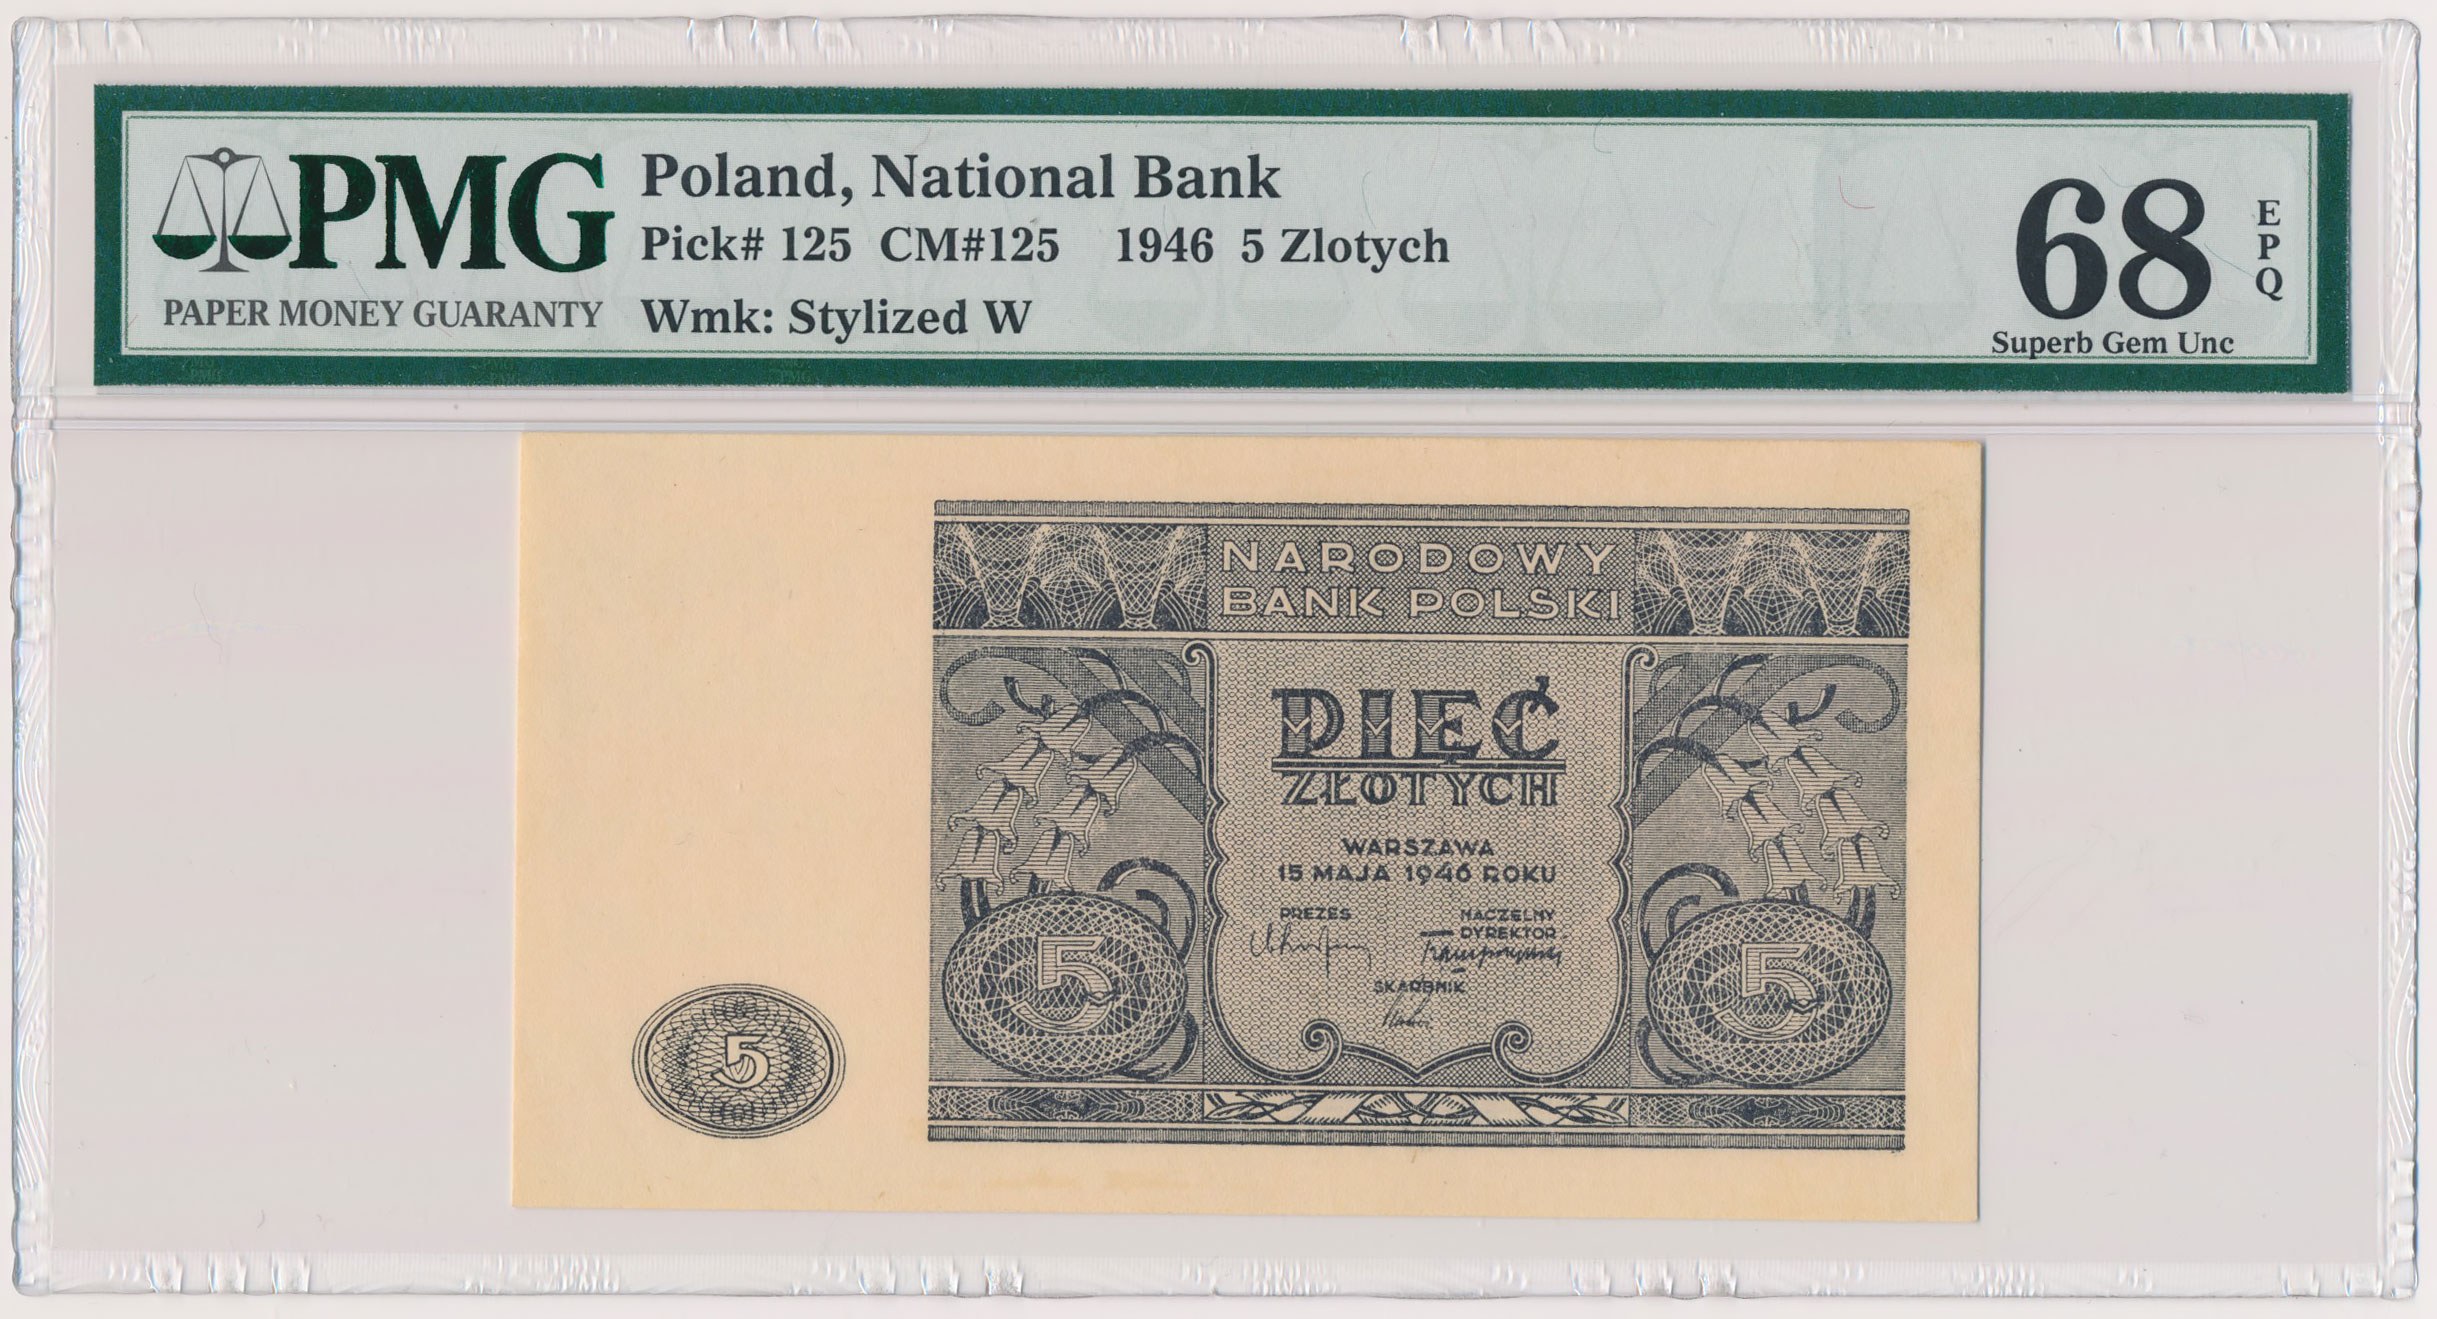 PMG
PAPER MONEY GUARANTY
Poland, National Bank
Pick# 125 CM#125 1946 5 Zlotych
Wmk: Stylized W
68
EPQ
Superb Gem Unc
NARODOWY
BANK POLSKI
PIĘĆ
ZŁOTYCH
WARSZAWA
15 MAJA 1946 ROKU
PREZES
NACZELNY
DYREKTOR
SKARBNIK
5
5
5